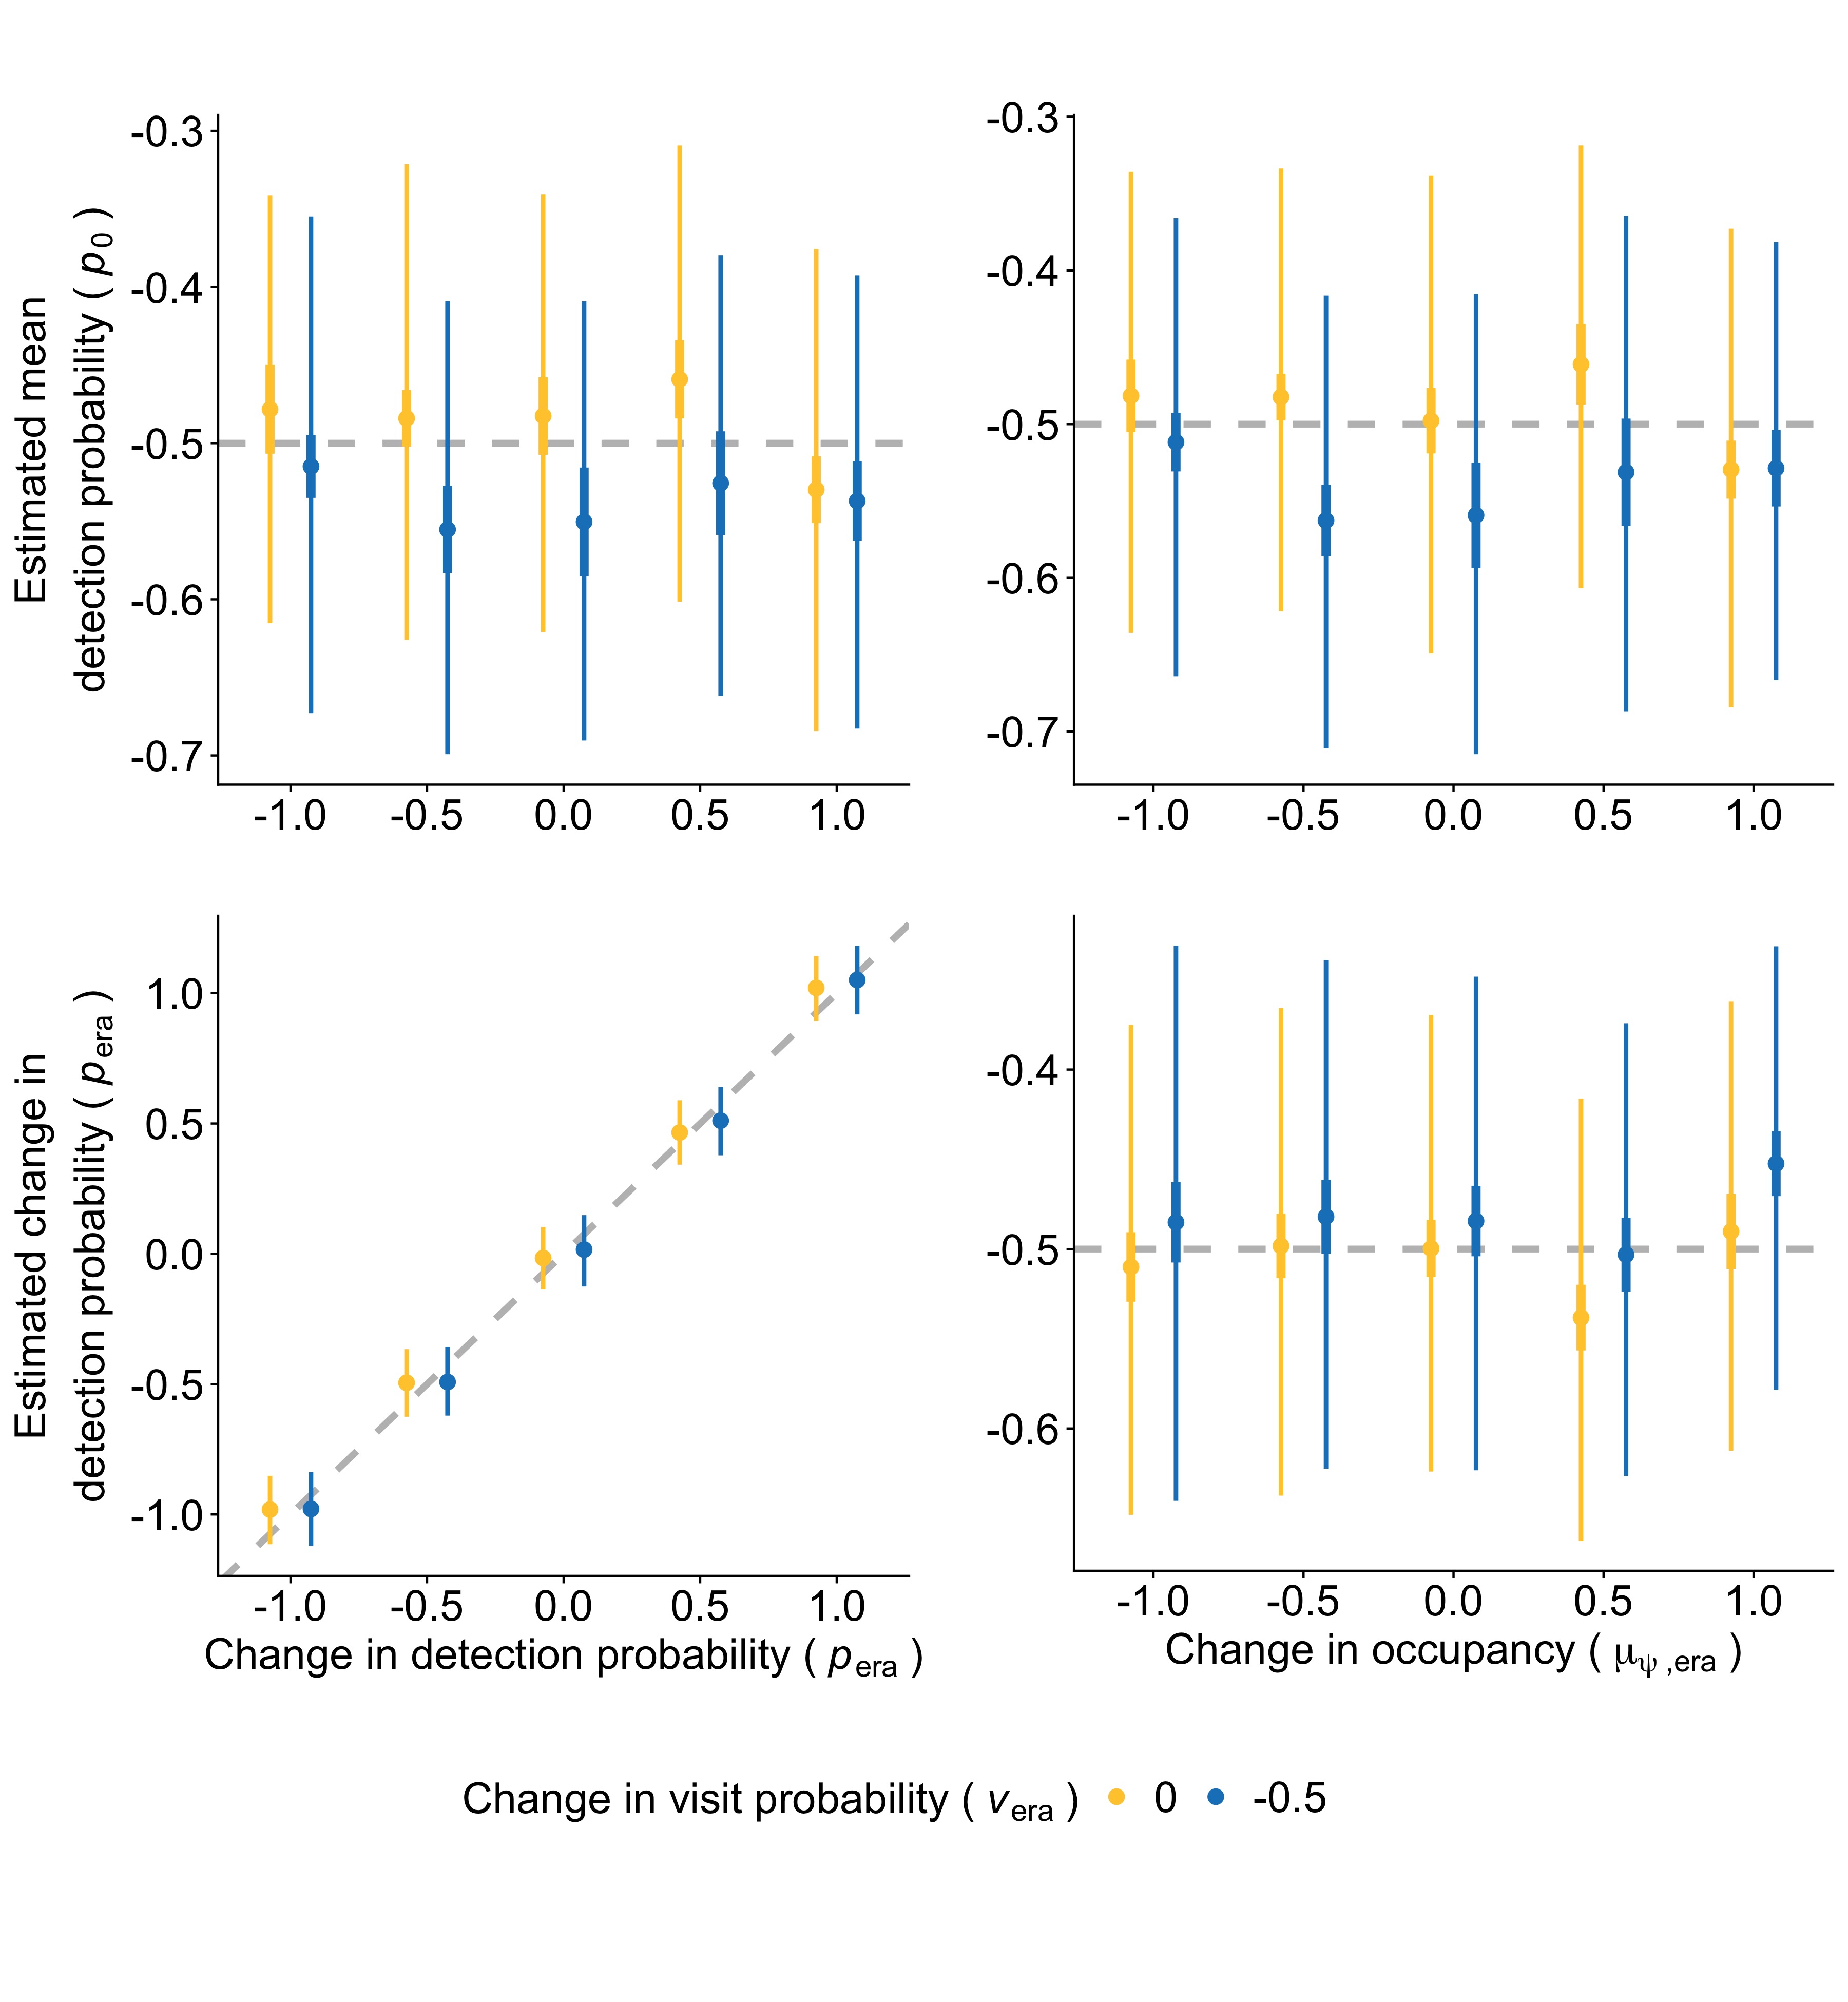 Estimated mean
detection probability ( p0 )
-0.3
-0.4
-0.5
-0.6
-0.7
-1.0 -0.5 0.0 0.5 1.0
-0.3
-0.4
-0.5
-0.6
-0.7
-1.0 -0.5 0.0 0.5 1.0
Estimated change in
detection probability ( pera )
1.0
0.5
0.0
-0.5
-1.0
-1.0 -0.5 0.0 0.5 1.0
Change in detection probability ( pera )
-0.4
-0.5
-0.6
-1.0 -0.5 0.0 0.5 1.0
Change in occupancy ( μψ ,era )
Change in visit probability ( vera ) 0 -0.5